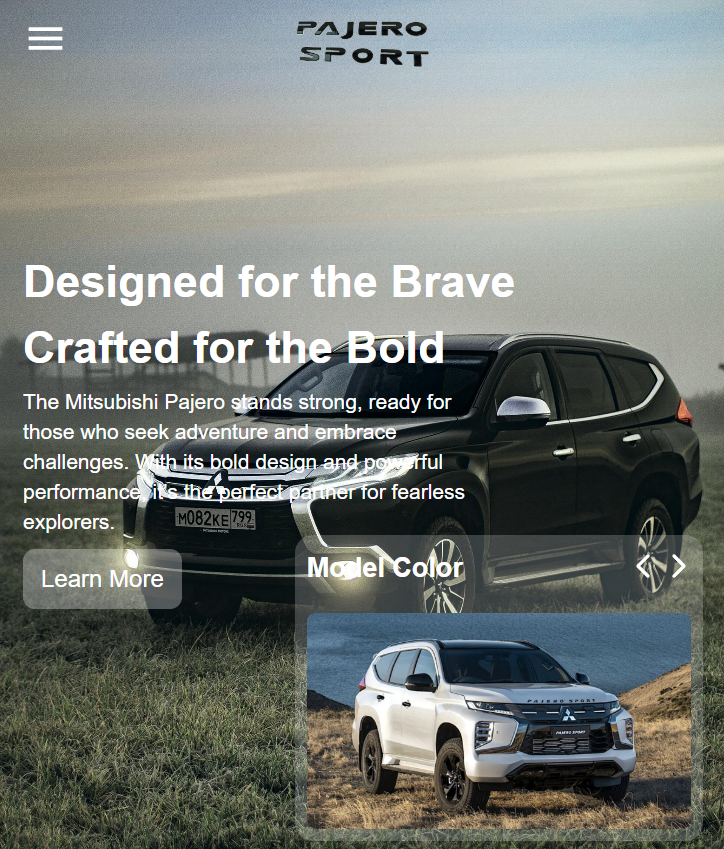 PAJERO
SPORT
Designed for the Brave
Crafted for the Bold
The Mitsubishi Pajero stands strong, ready for
those who seek adventure and embrace
challenges. With its bold design and powerful
performance, it's the perfect partner for fearless
explorers.
M082KE 799
Learn More
Model Color
PAJERO SPORT
PAJERO SPORT